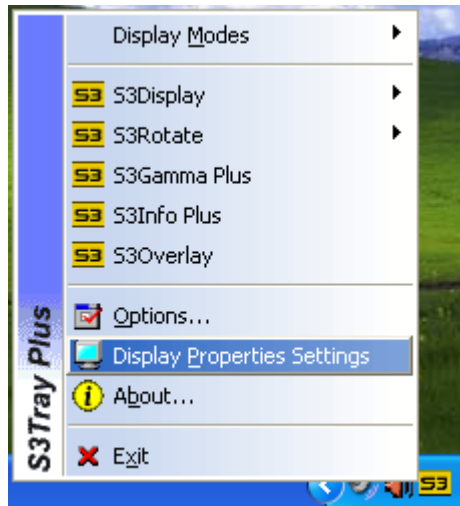 Display Modes
S3 S3Display
S3 S3Rotate
S3 S3Gamma Plus
S3 S3Info Plus
S3 S3Overlay
Options...
Display Properties Settings
i About...
Exit
S3Tray Plus
S3